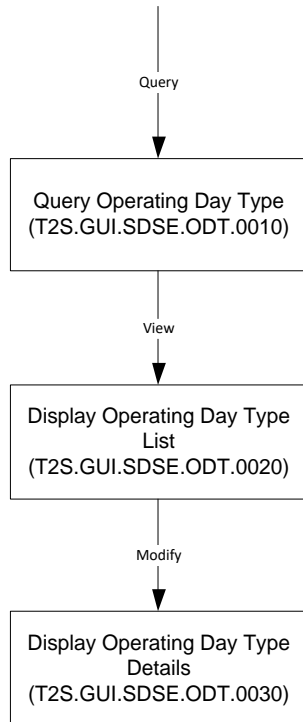 Query
Query Operating Day Type
(T2S.GUI.SDSE.ODT.0010)
View
Display Operating Day Type
List
(T2S.GUI.SDSE.ODT.0020)
Modify
Display Operating Day Type
Details
(T2S.GUI.SDSE.ODT.0030)